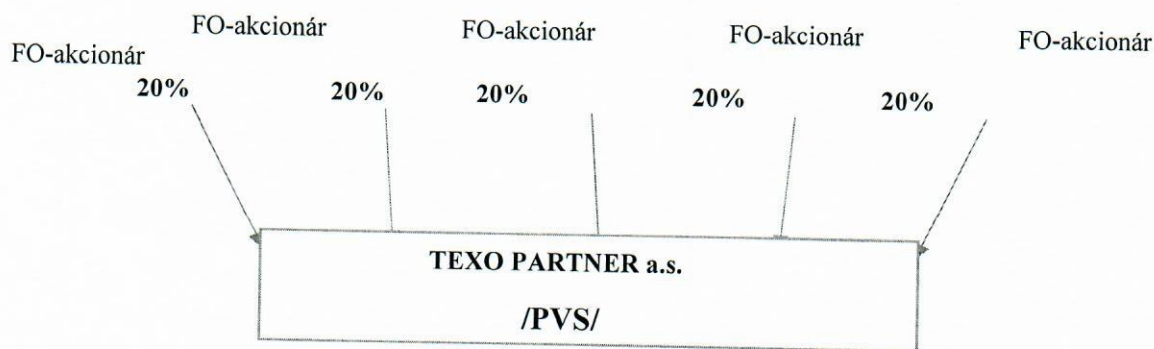 FO-akcionár FO-akcionár FO-akcionár FO-akcionár FO-akcionár
20% 20% 20% 20% 20%
TEXO PARTNER a.s.
/PVS/